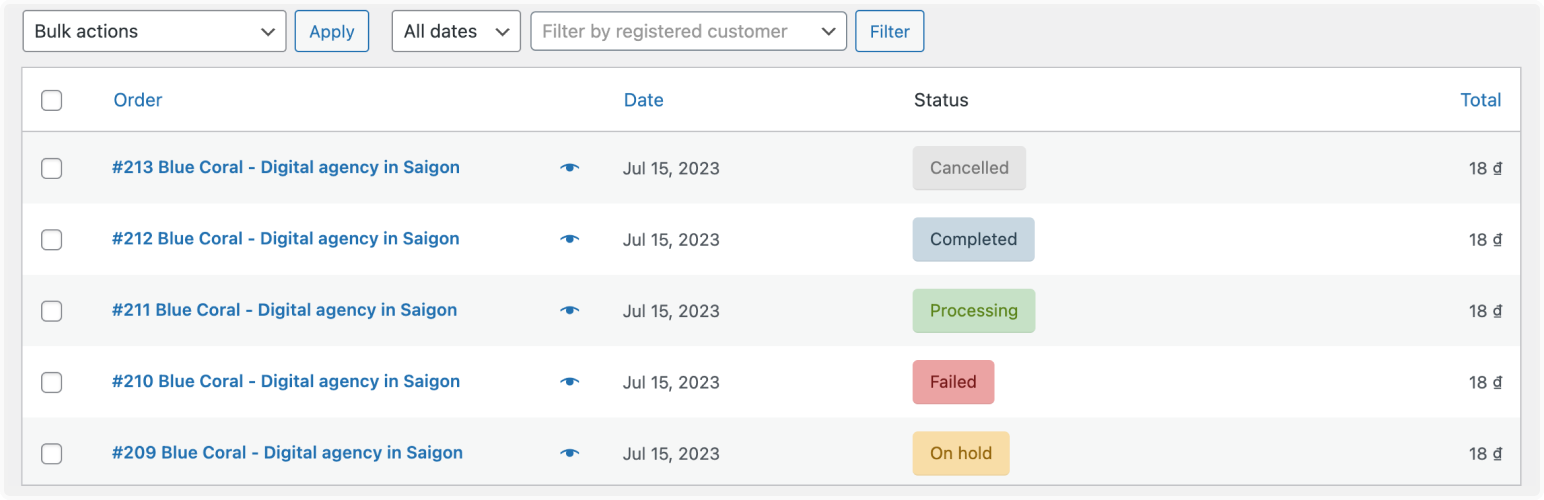 Bulk actions Apply All dates Filter by registered customer Filter
Order Date Status Total
#213 Blue Coral - Digital agency in Saigon Jul 15, 2023 Cancelled 18 ₫
#212 Blue Coral - Digital agency in Saigon Jul 15, 2023 Completed 18 ₫
#211 Blue Coral - Digital agency in Saigon Jul 15, 2023 Processing 18 ₫
#210 Blue Coral - Digital agency in Saigon Jul 15, 2023 Failed 18 ₫
#209 Blue Coral - Digital agency in Saigon Jul 15, 2023 On hold 18 ₫